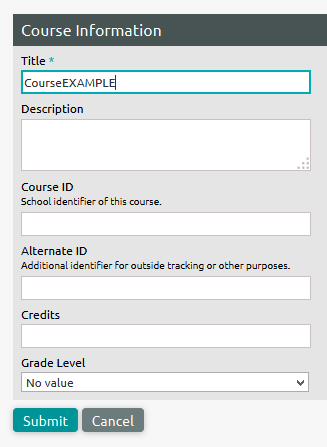 Course Information
Title *
CourseEXAMPLE
Description
Course ID
School identifier of this course.
Alternate ID
Additional identifier for outside tracking or other purposes.
Credits
Grade Level
No value
Submit Cancel